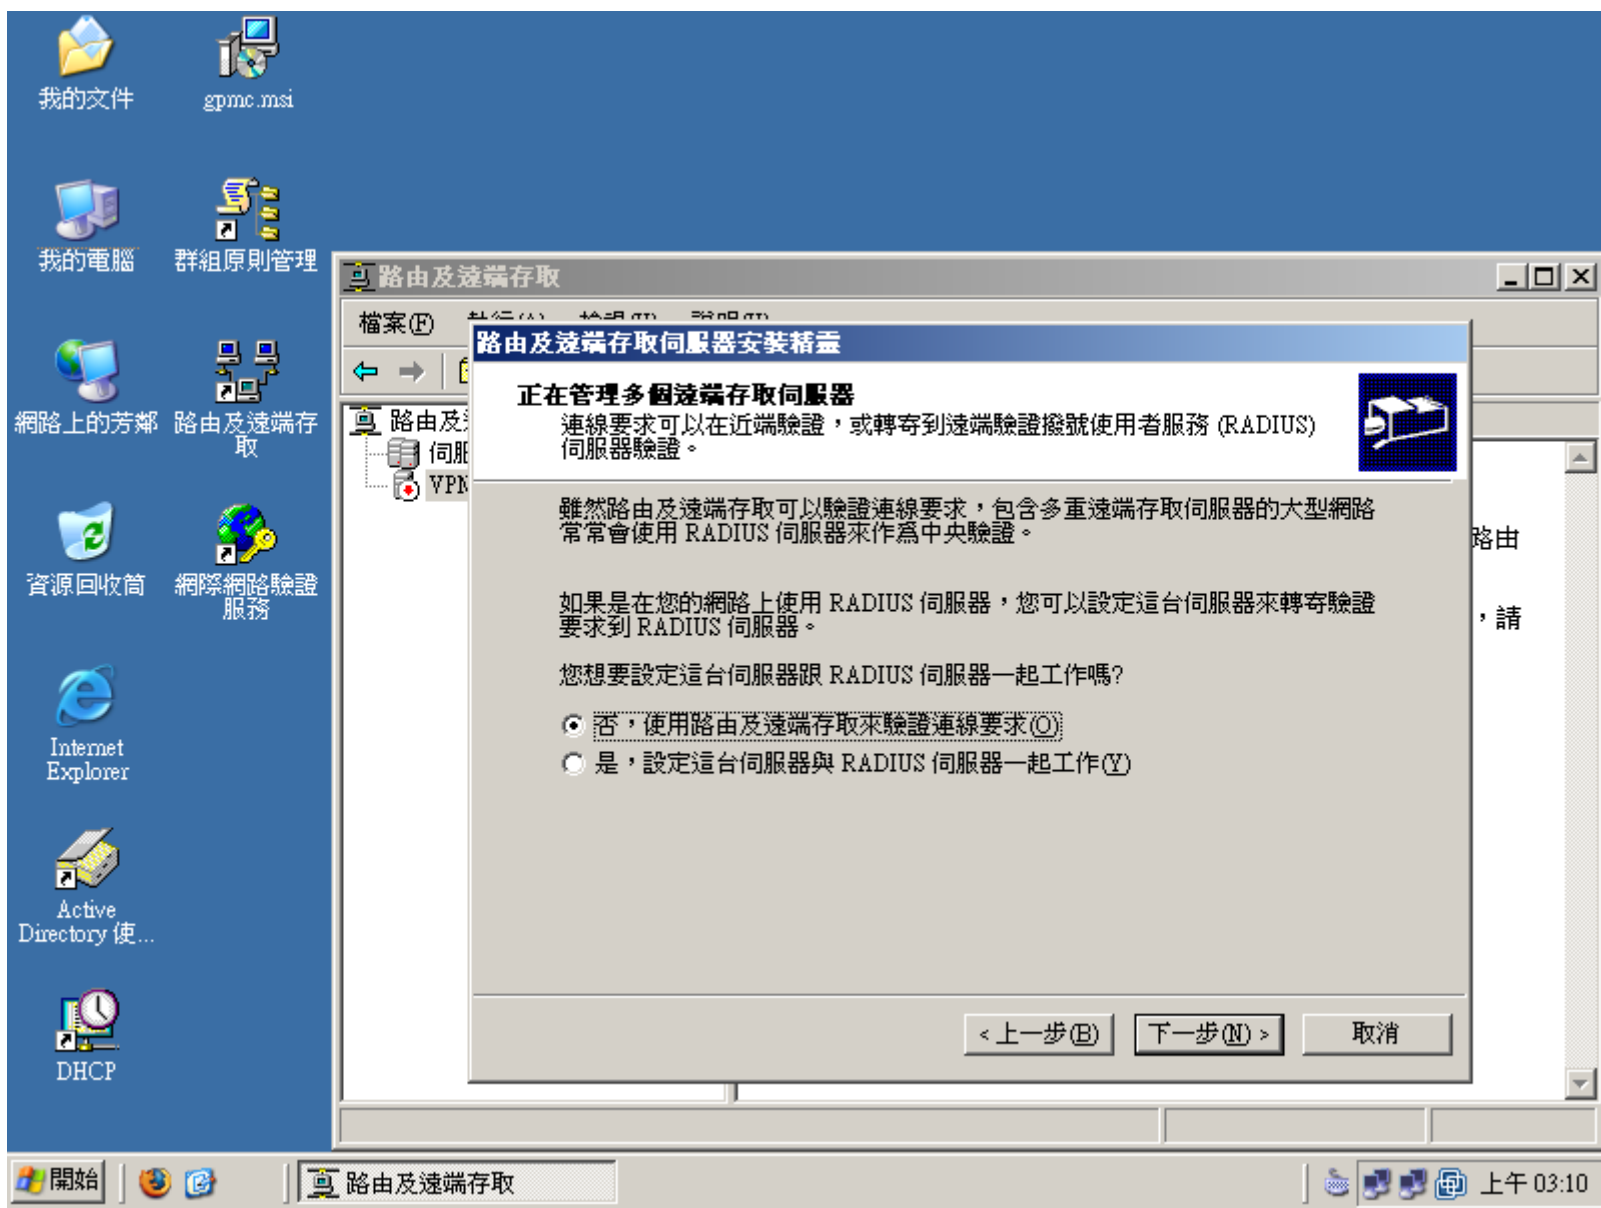 我的文件
gpmc.msi
我的電腦
群組原則管理
網路上的芳鄰
路由及遠端存
取
資源回收筒
網際網路驗證
服務
Internet
Explorer
Active
Directory 使...
DHCP
路由及遠端存取
檔案(F)
路由及遠端存取伺服器安裝精靈
正在管理多個遠端存取伺服器
連線要求可以在近端驗證，或轉寄到遠端驗證撥號使用者服務 (RADIUS)
伺服器驗證。
路由及
伺服
VPN
雖然路由及遠端存取可以驗證連線要求，包含多重遠端存取伺服器的大型網路
常常會使用 RADIUS 伺服器來作為中央驗證。
路由
如果是在您的網路上使用 RADIUS 伺服器，您可以設定這台伺服器來轉寄驗證
要求到 RADIUS 伺服器。
，請
您想要設定這台伺服器跟 RADIUS 伺服器一起工作嗎?
否，使用路由及遠端存取來驗證連線要求(O)
是，設定這台伺服器與 RADIUS 伺服器一起工作(Y)
<上一步(B)
下一步(N)>
取消
開始
路由及遠端存取
上午 03:10